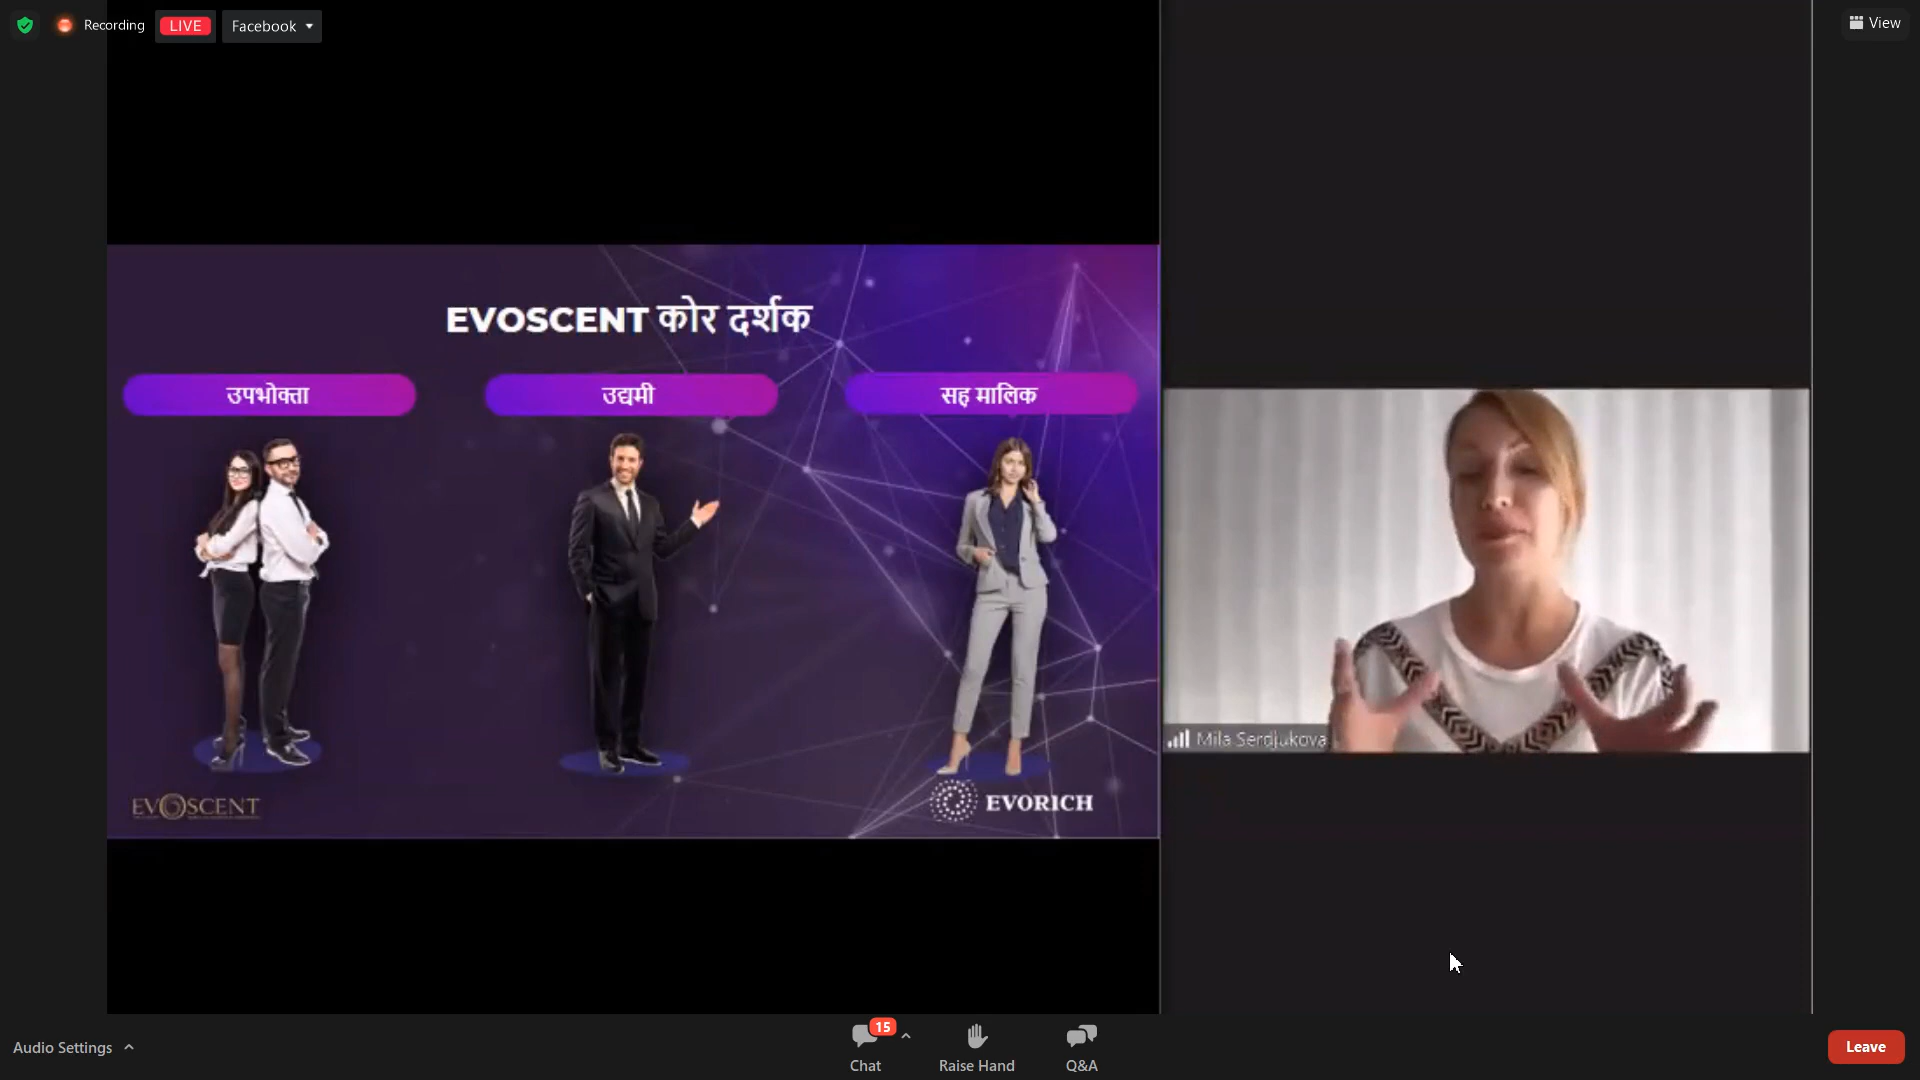 Recording
LIVE
Facebook
View
EVOSCENT कोर दर्शक
उपभोक्ता
उद्यमी
सह मालिक
EVOSCENT
EVORICH
Mila Serdjukova
Audio Settings
15
Chat
Raise Hand
Q&A
Leave